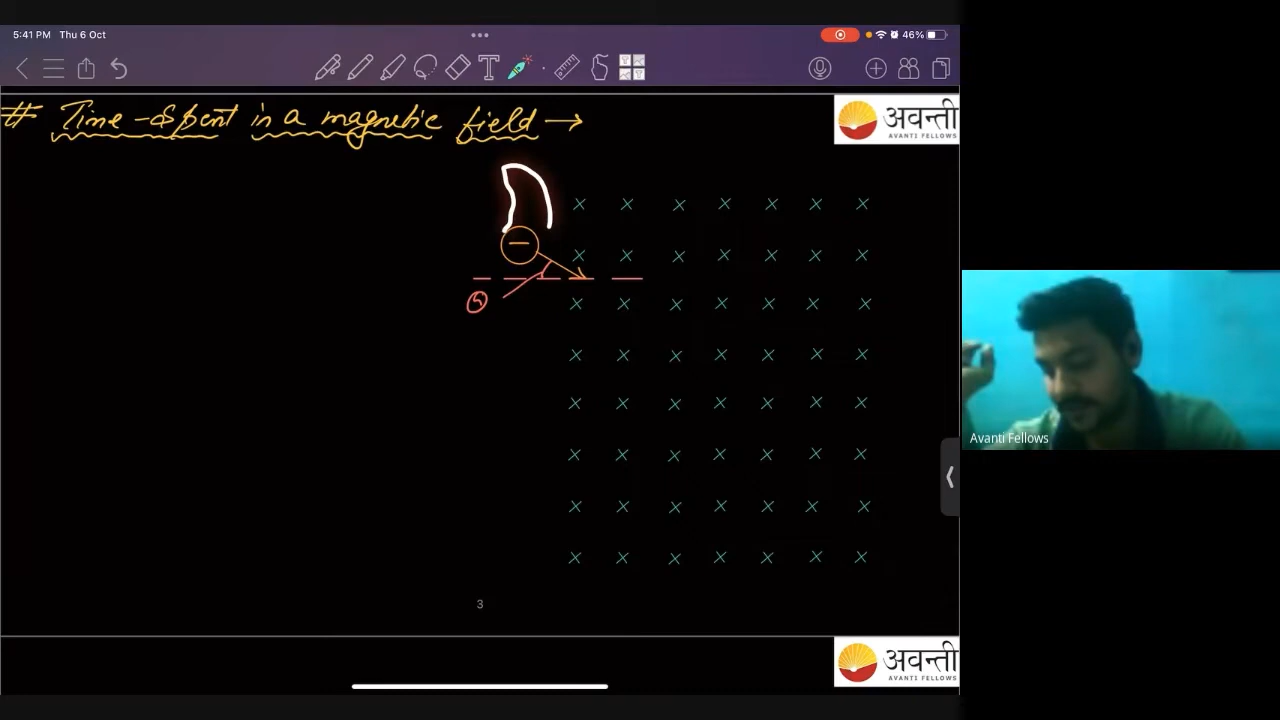 5:41 PM Thu 6 Oct
46%
# Time-Spent in a magnetic field →
अवन्ती
AVANTI FELLOWS
Avanti Fellows
3
अवन्ती
AVANTI FELLOWS